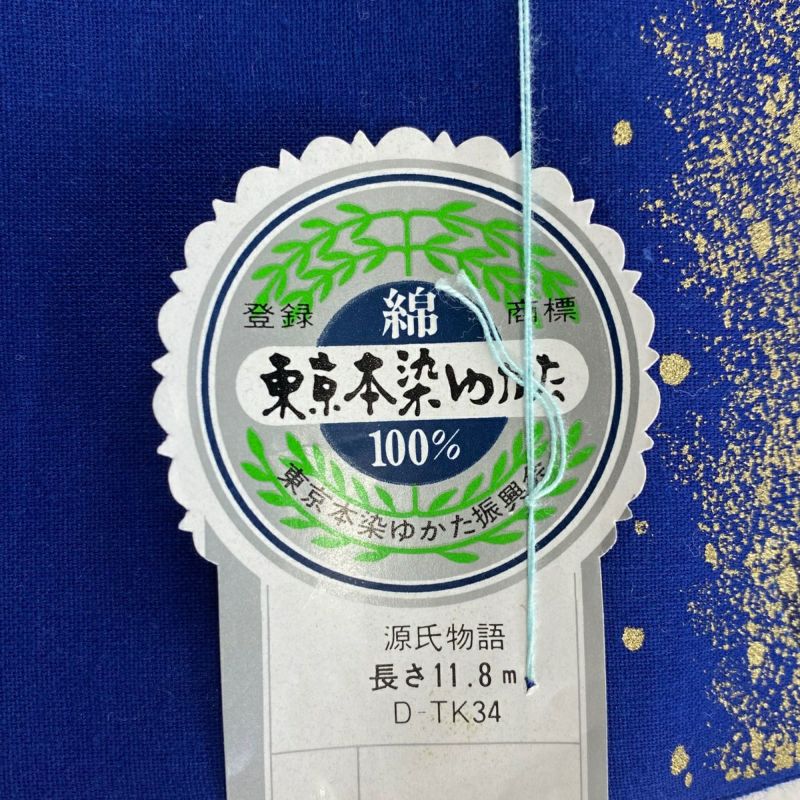 登録 商標
綿
東京本染ゆかた
100%
東京本染ゆかた振興会
源氏物語
長さ11.8m
D-TK34